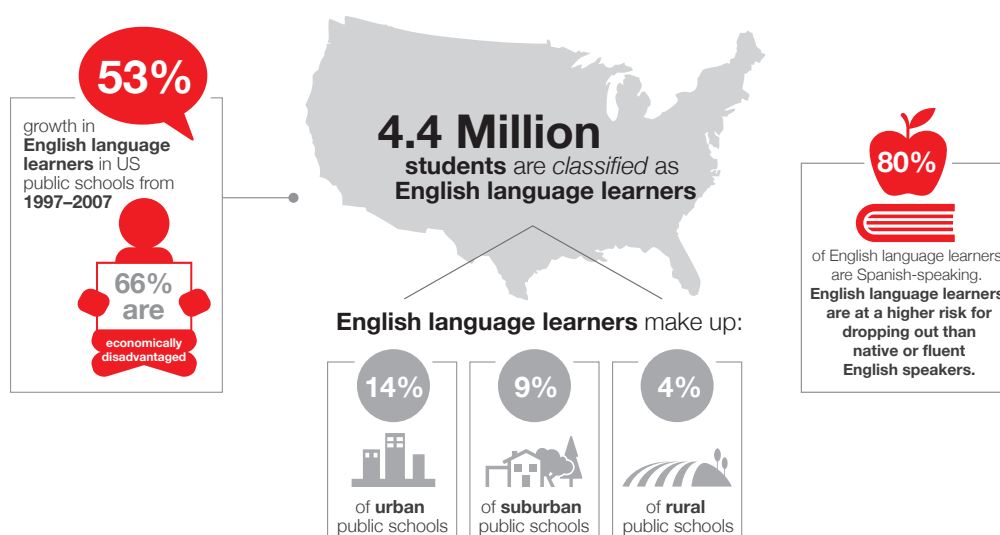 53%
growth in
English language
learners in US
public schools from
1997–2007
66%
are
economically
disadvantaged
4.4 Million
students are classified as
English language learners
English language learners make up:
14%
of urban
public schools
9%
of suburban
public schools
4%
of rural
public schools
80%
of English language learners
are Spanish-speaking.
English language learners
are at a higher risk for
dropping out than
native or fluent
English speakers.